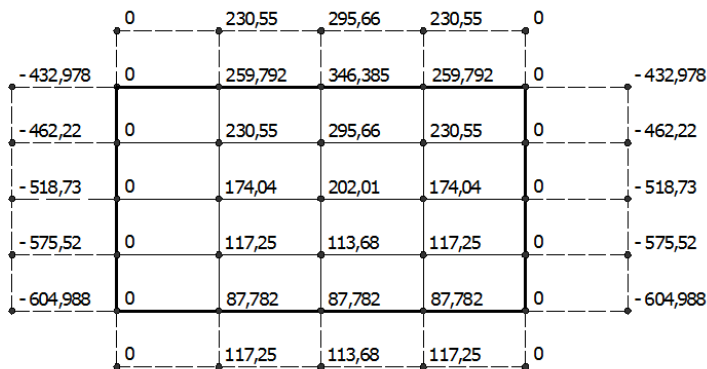 0 230,55 295,66 230,55 0
- 432,978 0 259,792 346,385 259,792 0 - 432,978
- 462,22 0 230,55 295,66 230,55 0 - 462,22
- 518,73 0 174,04 202,01 174,04 0 - 518,73
- 575,52 0 117,25 113,68 117,25 0 - 575,52
- 604,988 0 87,782 87,782 87,782 0 - 604,988
0 117,25 113,68 117,25 0